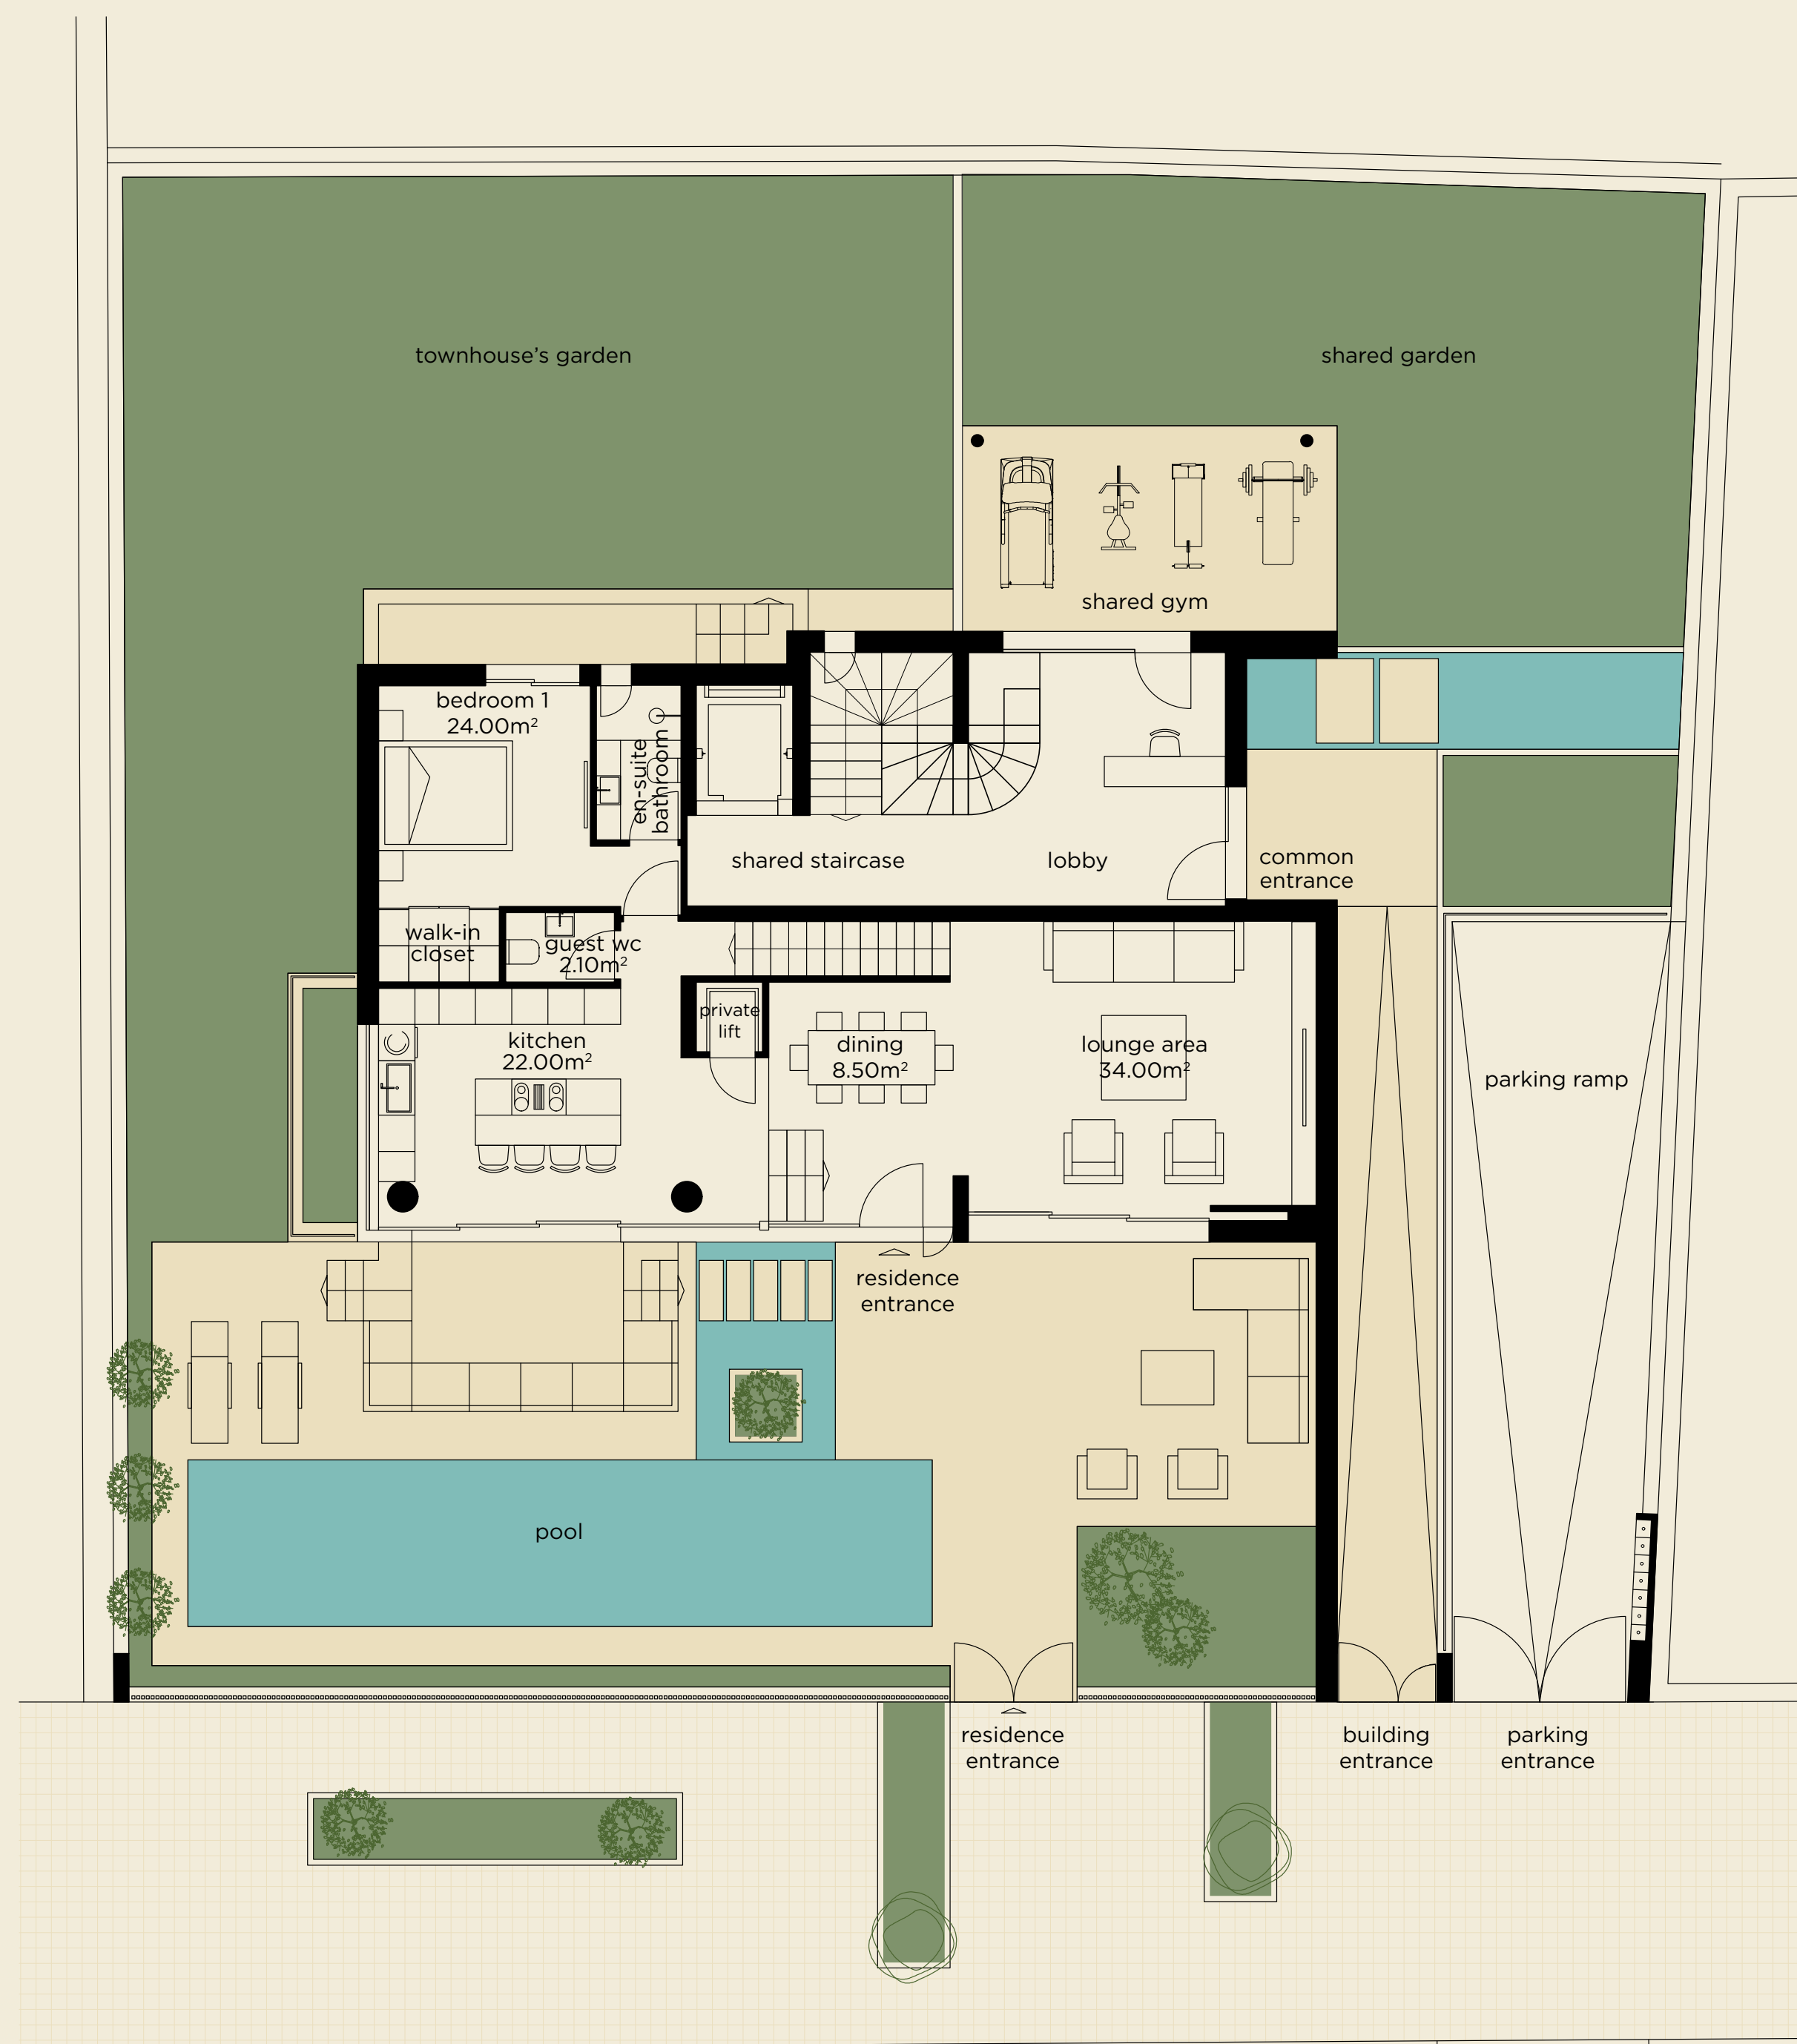 townhouse’s garden
shared garden
shared gym
bedroom 1
24.00m²
en-suite
bathroom
shared staircase
lobby
common
entrance
walk-in
closet
guest wc
2.10m²
private
lift
kitchen
22.00m²
dining
8.50m²
lounge area
34.00m²
parking ramp
residence
entrance
pool
residence
entrance
building
entrance
parking
entrance